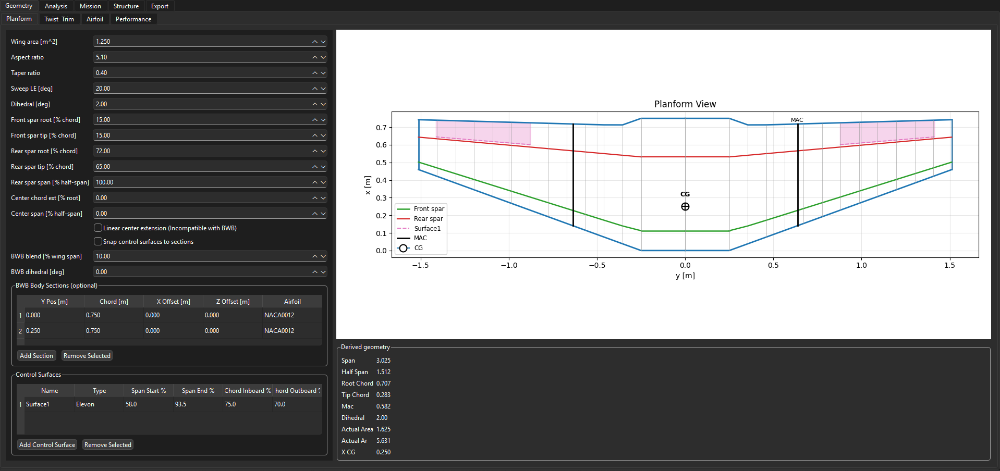 Geometry Analysis Mission Structure Export
Planform Twist Trim Airfoil Performance
Wing area [m^2] 1.250
Aspect ratio 5.10
Taper ratio 0.40
Sweep LE [deg] 20.00
Dihedral [deg] 2.00
Front spar root [% chord] 15.00
Front spar tip [% chord] 15.00
Rear spar root [% chord] 72.00
Rear spar tip [% chord] 65.00
Rear spar span [% half-span] 100.00
Center chord ext [% root] 0.00
Center span [% half-span] 0.00
Linear center extension (Incompatible with BWB)
Snap control surfaces to sections
BWB blend [% wing span] 10.00
BWB dihedral [deg] 0.00
BWB Body Sections (optional)
Y Pos [m] Chord [m] X Offset [m] Z Offset [m] Airfoil
1 0.000 0.750 0.000 0.000 NACA0012
2 0.250 0.750 0.000 0.000 NACA0012
Add Section Remove Selected
Control Surfaces
Name Type Span Start % Span End % Chord Inboard % hord Outboard %
1 Surface1 Elevon 58.0 93.5 75.0 70.0
Add Control Surface Remove Selected
Planform View
MAC
0.7
0.6
0.5
0.4
0.3
0.2
0.1
0.0
x [m]
CG
Front spar
Rear spar
Surface1
MAC
CG
−1.5 −1.0 −0.5 0.0 0.5 1.0 1.5
y [m]
Derived geometry
Span 3.025
Half Span 1.512
Root Chord 0.707
Tip Chord 0.283
Mac 0.582
Dihedral 2.00
Actual Area 1.625
Actual Ar 5.631
X CG 0.250